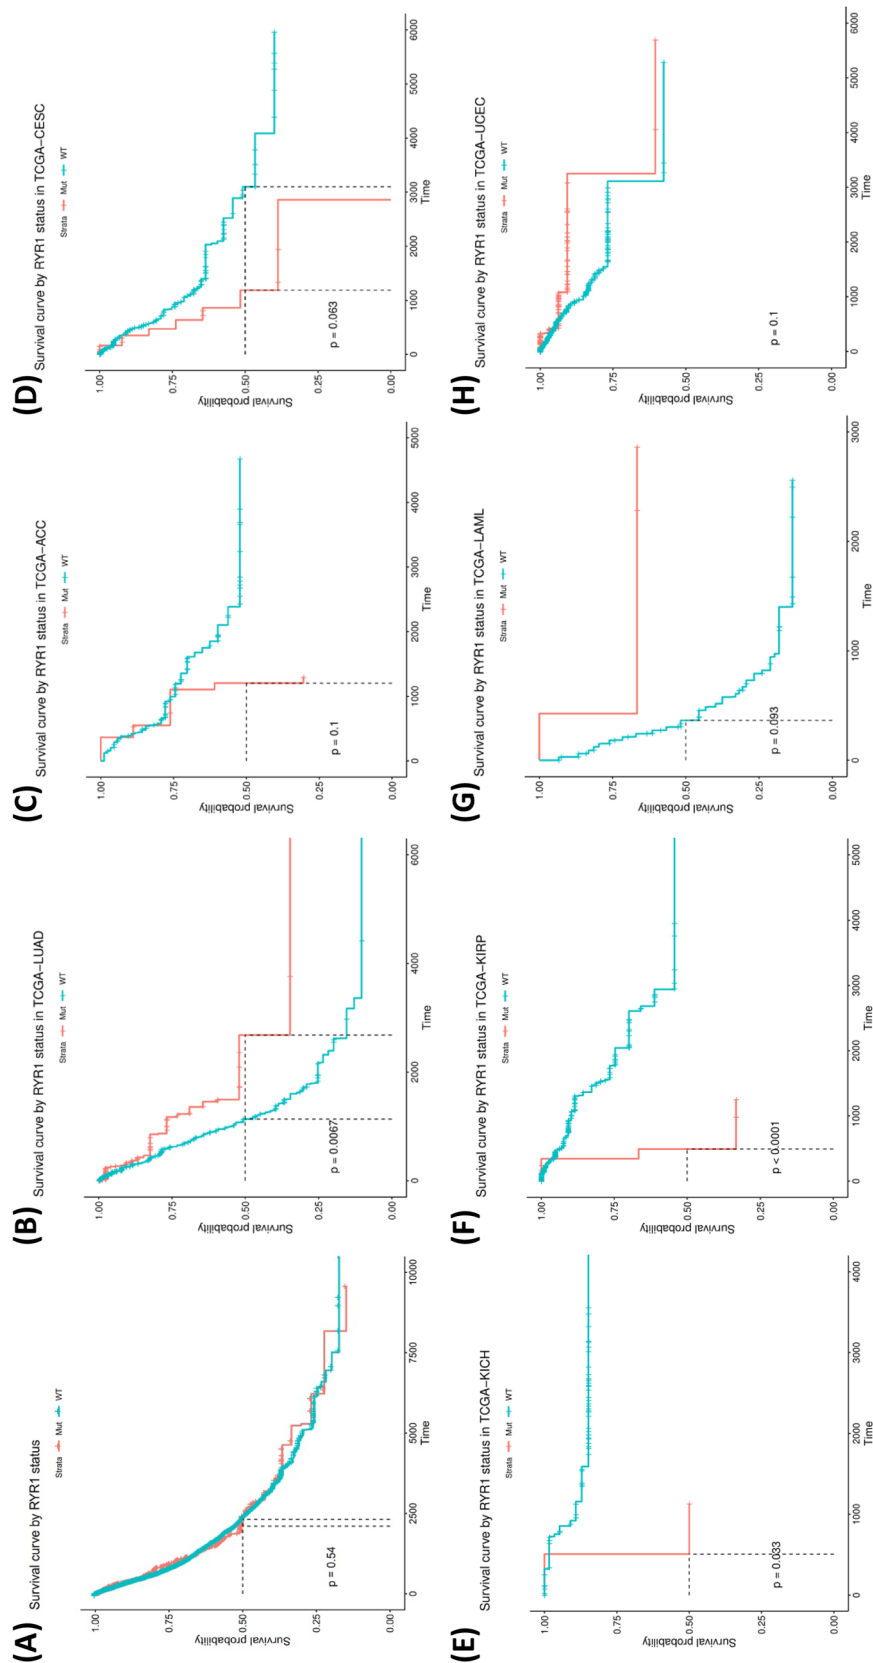 (A)
Survival curve by RYR1 status
Strata Mut WT
Survival probability
1.00
0.75
0.50
0.25
0.00
p = 0.54
0 2500 5000 7500 10000
Time
(B)
Survival curve by RYR1 status in TCGA-LUAD
Strata Mut WT
Survival probability
1.00
0.75
0.50
0.25
0.00
p = 0.0067
0 2000 4000 6000
Time
(C)
Survival curve by RYR1 status in TCGA-ACC
Strata Mut WT
Survival probability
1.00
0.75
0.50
0.25
0.00
p = 0.1
0 1000 2000 3000 4000 5000
Time
(D)
Survival curve by RYR1 status in TCGA-CESC
Strata Mut WT
Survival probability
1.00
0.75
0.50
0.25
0.00
p = 0.063
0 1000 2000 3000 4000 5000 6000
Time
(E)
Survival curve by RYR1 status in TCGA-KICH
Strata Mut WT
Survival probability
1.00
0.75
0.50
0.25
0.00
p = 0.033
0 1000 2000 3000 4000
Time
(F)
Survival curve by RYR1 status in TCGA-KIRP
Strata Mut WT
Survival probability
1.00
0.75
0.50
0.25
0.00
p < 0.0001
0 1000 2000 3000 4000 5000
Time
(G)
Survival curve by RYR1 status in TCGA-LAML
Strata Mut WT
Survival probability
1.00
0.75
0.50
0.25
0.00
p = 0.093
0 1000 2000 3000
Time
(H)
Survival curve by RYR1 status in TCGA-UCEC
Strata Mut WT
Survival probability
1.00
0.75
0.50
0.25
0.00
p = 0.1
0 1000 2000 3000 4000 5000 6000
Time